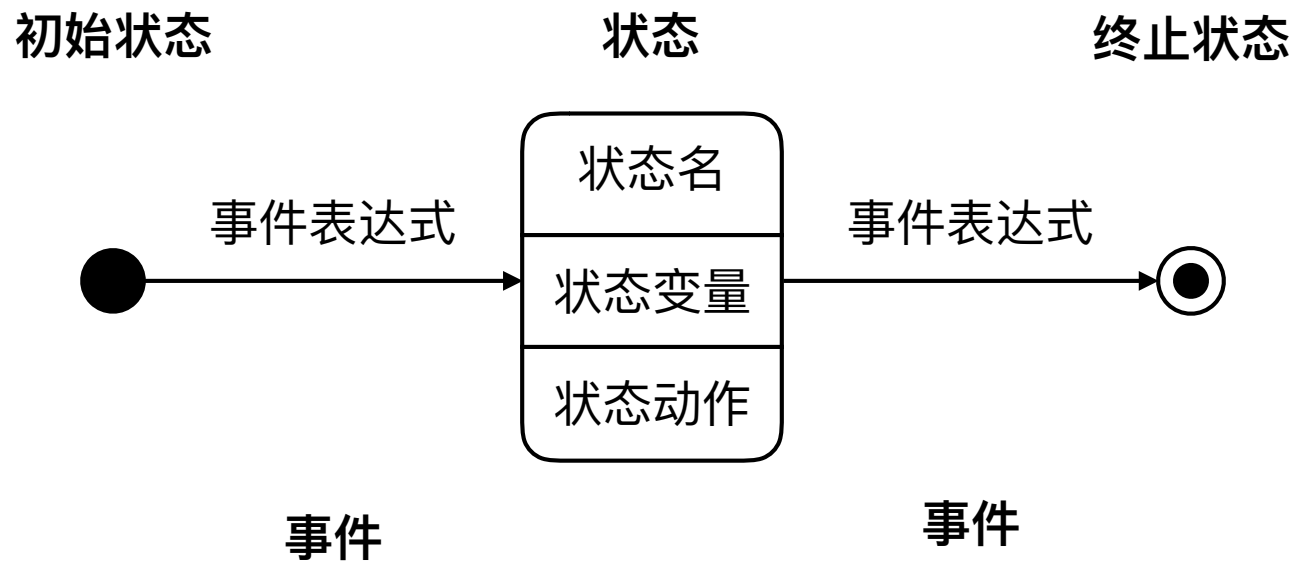 初始状态
状态
终止状态
状态名
事件表达式
事件表达式
状态变量
状态动作
事件
事件